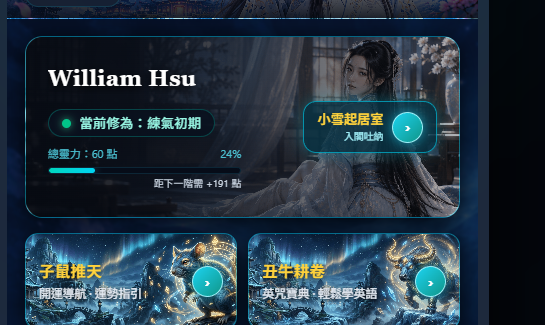 William Hsu
當前修為：練氣初期
總靈力：60 點
24%
距下一階需 +191 點
小雪起居室
入關吐納
›
子鼠推天
開運導航 · 運勢指引
›
丑牛耕卷
英咒寶典 · 輕鬆學英語
›